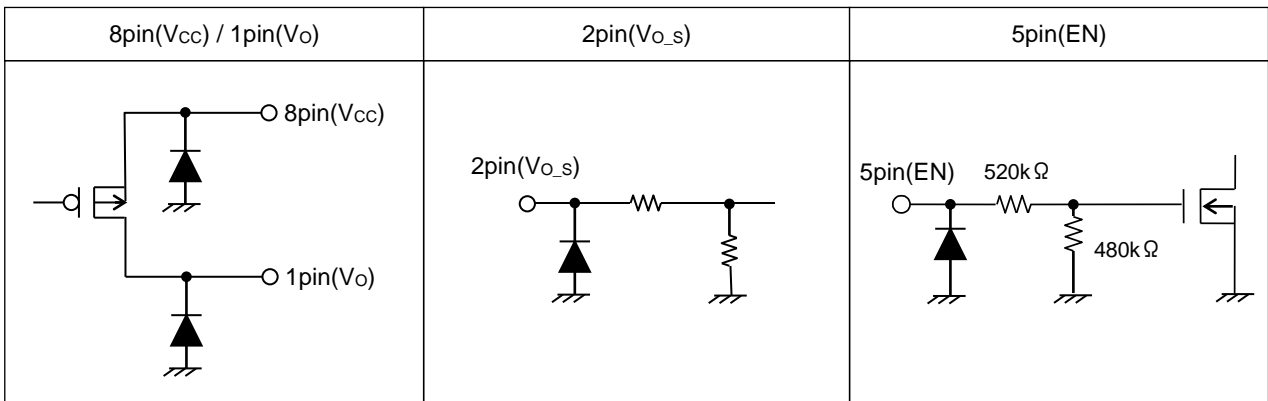 8pin(VCC) / 1pin(VO)
2pin(VO_S)
5pin(EN)
8pin(VCC)
1pin(VO)
2pin(VO_S)
5pin(EN)
520kΩ
480kΩ